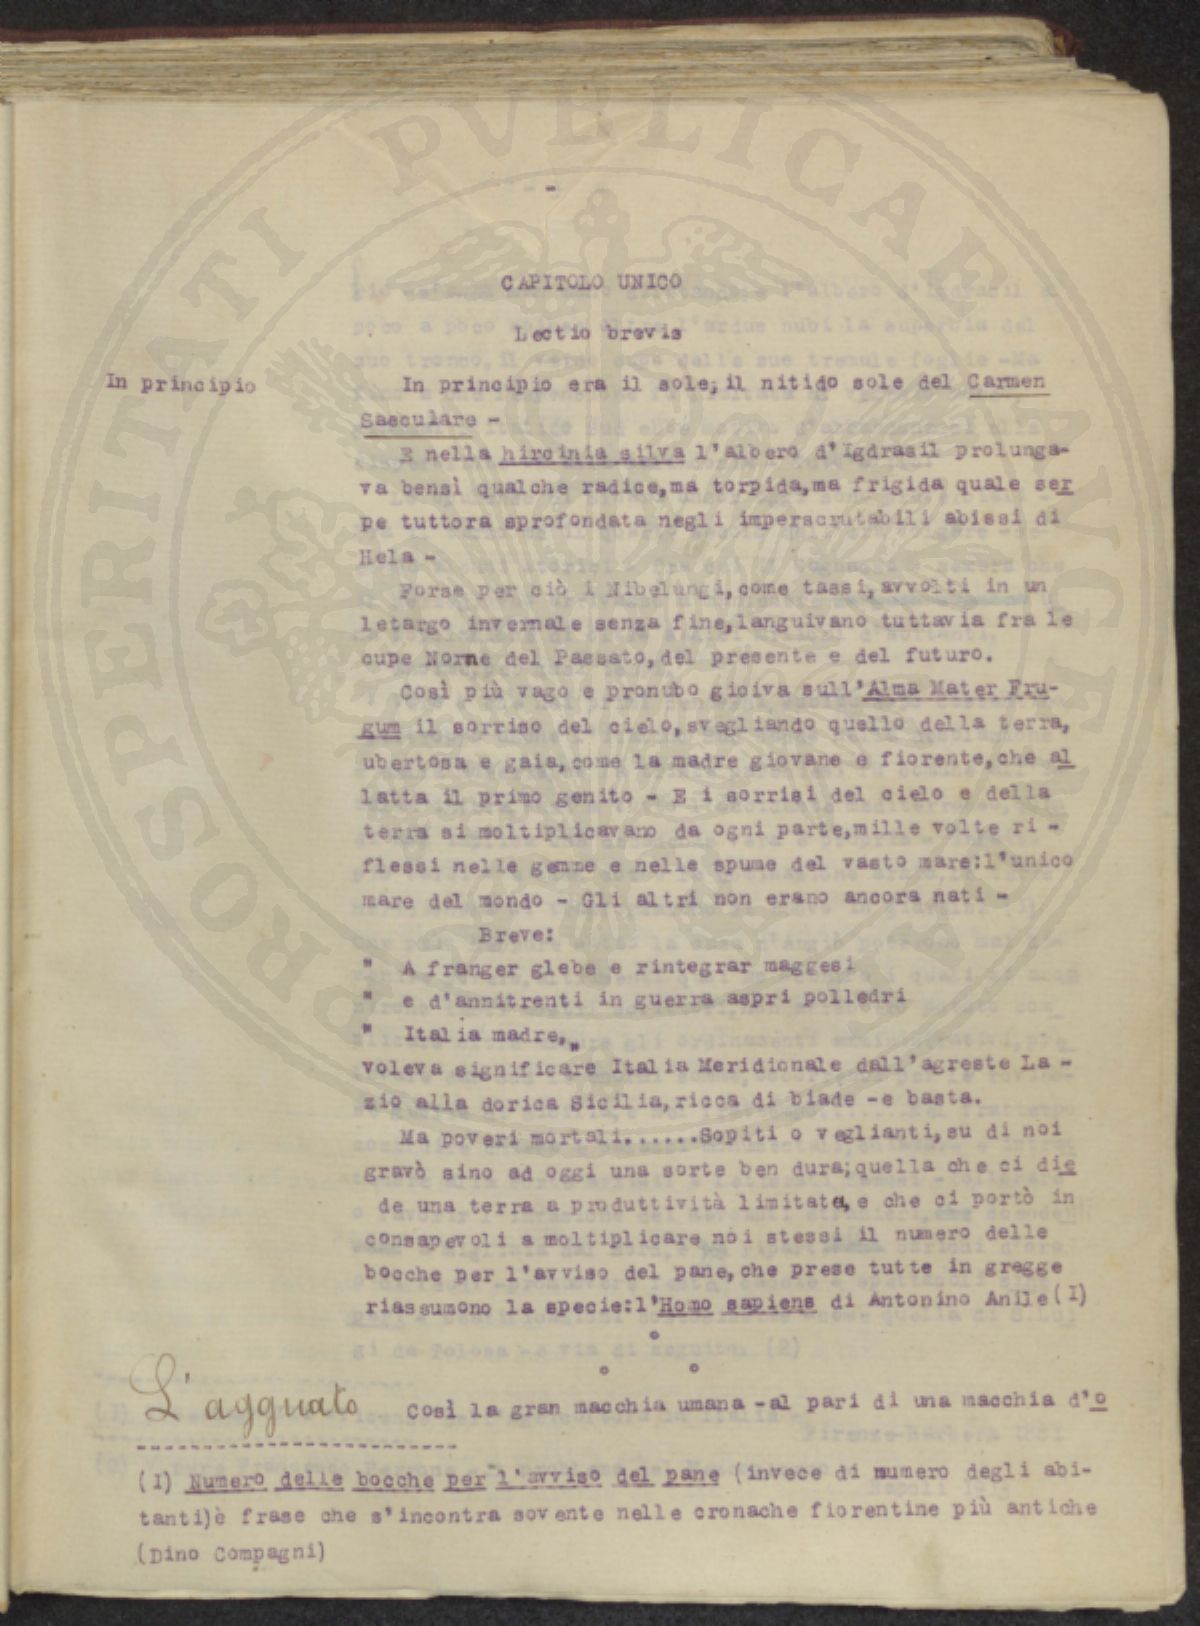 PROSPERITATI PVBLICAE AVGENDAE
-
CAPITOLO UNICO
Lectio brevis
In principio
In principio era il sole; il nitido sole del Carmen
Saeculare -
E nella hircinia silva l'albero d'Igdrasil prolunga-
va bensì qualche radice,ma torpida,ma frigida quale ser
pe tuttora sprofondata negli imperscrutabili abissi di
Hela -
Forse per ciò i Nibelungi,come tassi,avvolti in un
letargo invernale senza fine,languivano tuttavia fra le
cupe Norne del Passato,del presente e del futuro.
Così più vago e pronubo gioiva sull'Alma Mater Fru-
gum il sorriso del cielo,svegliando quello della terra,
ubertosa e gaia,come la madre giovane e fiorente,che al
latta il primo genito - E i sorrisi del cielo e della
terra si moltiplicavano da ogni parte,mille volte ri -
flessi nelle gemme e nelle spume del vasto mare:l'unico
mare del mondo - Gli altri non erano ancora nati -
Breve:
" A franger glebe e rintegrar maggesi
" e d'annitrenti in guerra aspri polledri
" Italia madre,"
voleva significare Italia Meridionale dall'agreste La -
zio alla dorica Sicilia,ricca di biade -e basta.
Ma poveri mortali......Sopiti o veglianti,su di noi
gravò sino ad oggi una sorte ben dura;quella che ci die
de una terra a produttività limitata,e che ci portò in
consapevoli a moltiplicare noi stessi il numero delle
bocche per l'avviso del pane,che prese tutte in gregge
riassumono la specie:l'Homo sapiens di Antonino Anile(I)
L'agguato
Così la gran macchia umana -al pari di una macchia d'o
(I) Numero delle bocche per l'avviso del pane (invece di numero degli abi-
tanti)è frase che s'incontra sovente nelle cronache fiorentine più antiche
(Dino Compagni)